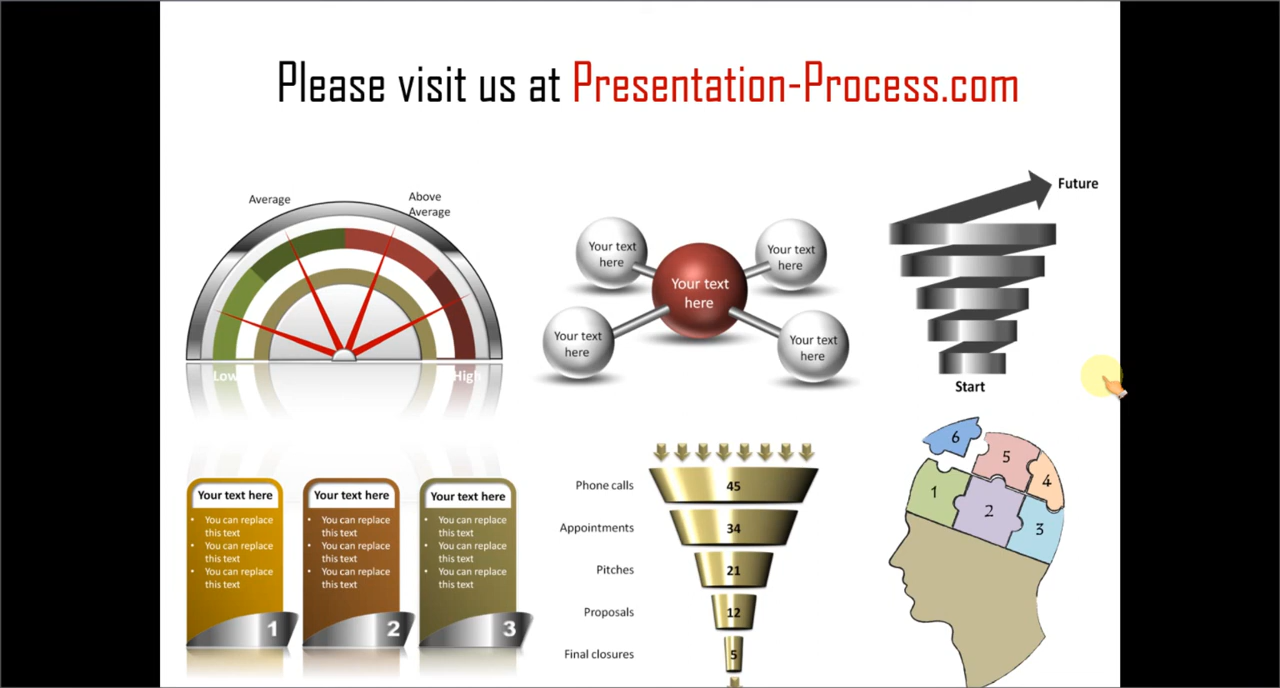 Please visit us at Presentation-Process.com
Average
Above
Average
Low
High
Your text
here
Your text
here
Your text
here
Your text
here
Your text
here
Future
Start
Your text here
You can replace
this text
You can replace
this text
You can replace
this text
1
Your text here
You can replace
this text
You can replace
this text
You can replace
this text
2
Your text here
You can replace
this text
You can replace
this text
You can replace
this text
3
Phone calls 45
Appointments 34
Pitches 21
Proposals 12
Final closures 5
6
5
4
1
2
3